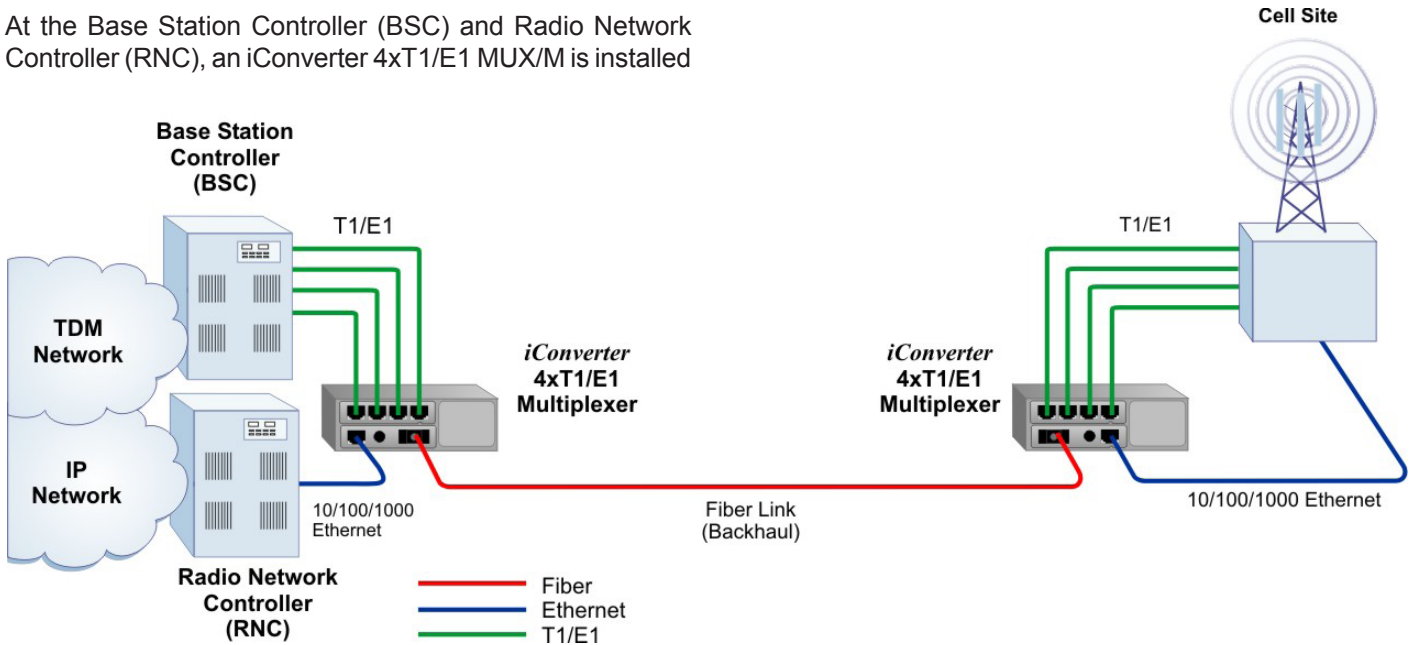 At the Base Station Controller (BSC) and Radio Network
Controller (RNC), an iConverter 4xT1/E1 MUX/M is installed
Cell Site
Base Station
Controller
(BSC)
T1/E1
T1/E1
TDM
Network
iConverter
4xT1/E1
Multiplexer
iConverter
4xT1/E1
Multiplexer
IP
Network
10/100/1000
Ethernet
Fiber Link
(Backhaul)
10/100/1000 Ethernet
Radio Network
Controller
(RNC)
Fiber
Ethernet
T1/E1